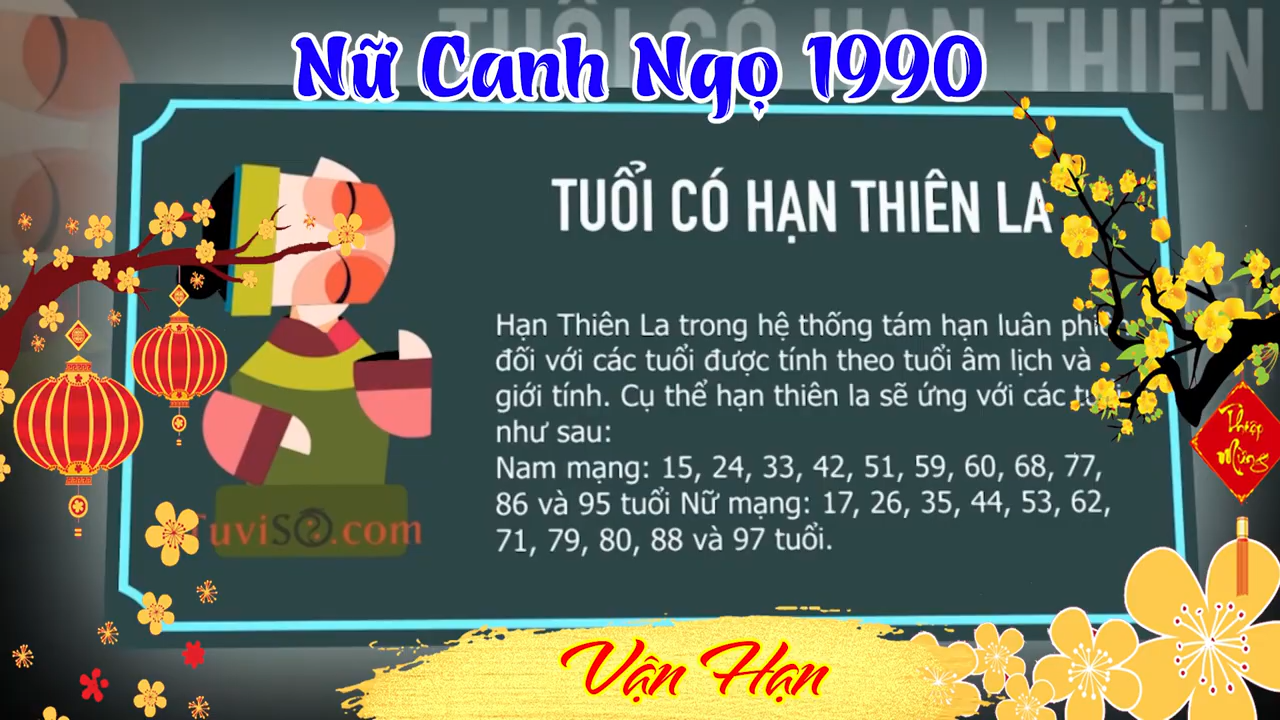 TUỔI CÓ HẠN THIÊN
Nữ Canh Ngọ 1990
TUỔI CÓ HẠN THIÊN LA
Hạn Thiên La trong hệ thống tám hạn luân
đối với các tuổi được tính theo tuổi âm lịch và
giới tính. Cụ thể hạn thiên la sẽ ứng với các
như sau:
Nam mạng: 15, 24, 33, 42, 51, 59, 60, 68, 77,
86 và 95 tuổi Nữ mạng: 17, 26, 35, 44, 53, 62,
71, 79, 80, 88 và 97 tuổi.
TuviSO.com
Vận Hạn